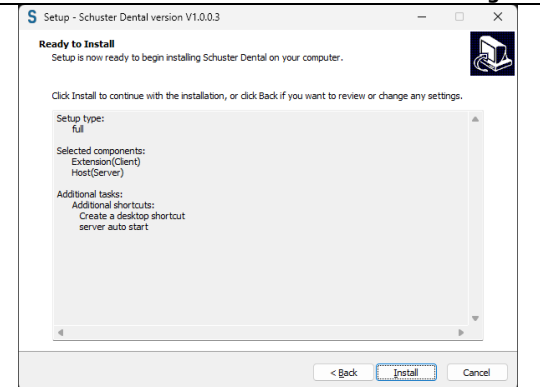 S Setup - Schuster Dental version V1.0.0.3
Ready to Install
Setup is now ready to begin installing Schuster Dental on your computer.
Click Install to continue with the installation, or click Back if you want to review or change any settings.
Setup type:
full
Selected components:
Extension(Client)
Host(Server)
Additional tasks:
Additional shortcuts:
Create a desktop shortcut
server auto start
< Back
Install
Cancel